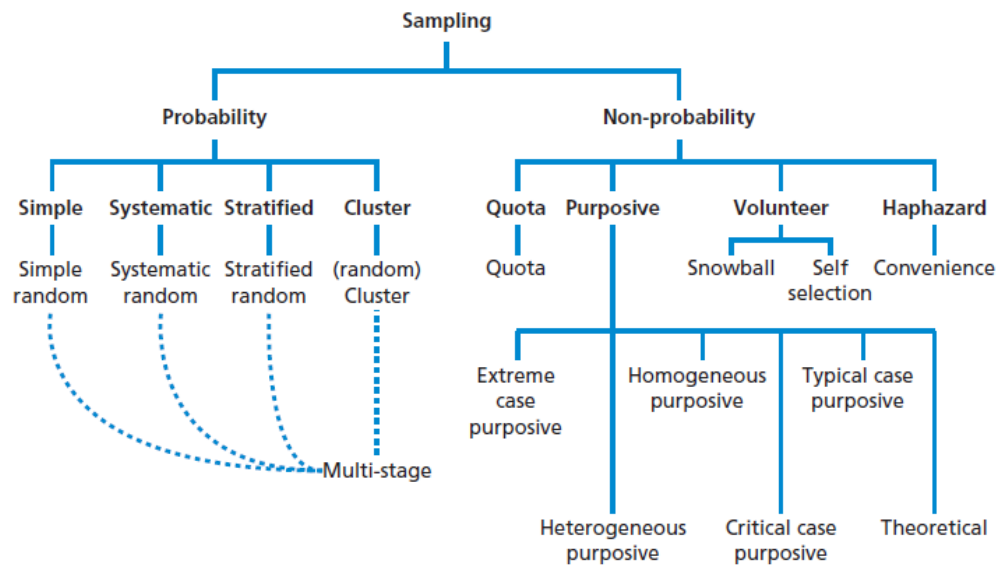 Sampling
Probability Non-probability
Simple Systematic Stratified Cluster Quota Purposive Volunteer Haphazard
Simple random
Systematic random
Stratified random
(random) Cluster
Quota
Snowball
Self selection
Convenience
Extreme case purposive
Homogeneous purposive
Typical case purposive
Multi-stage
Heterogeneous purposive
Critical case purposive
Theoretical